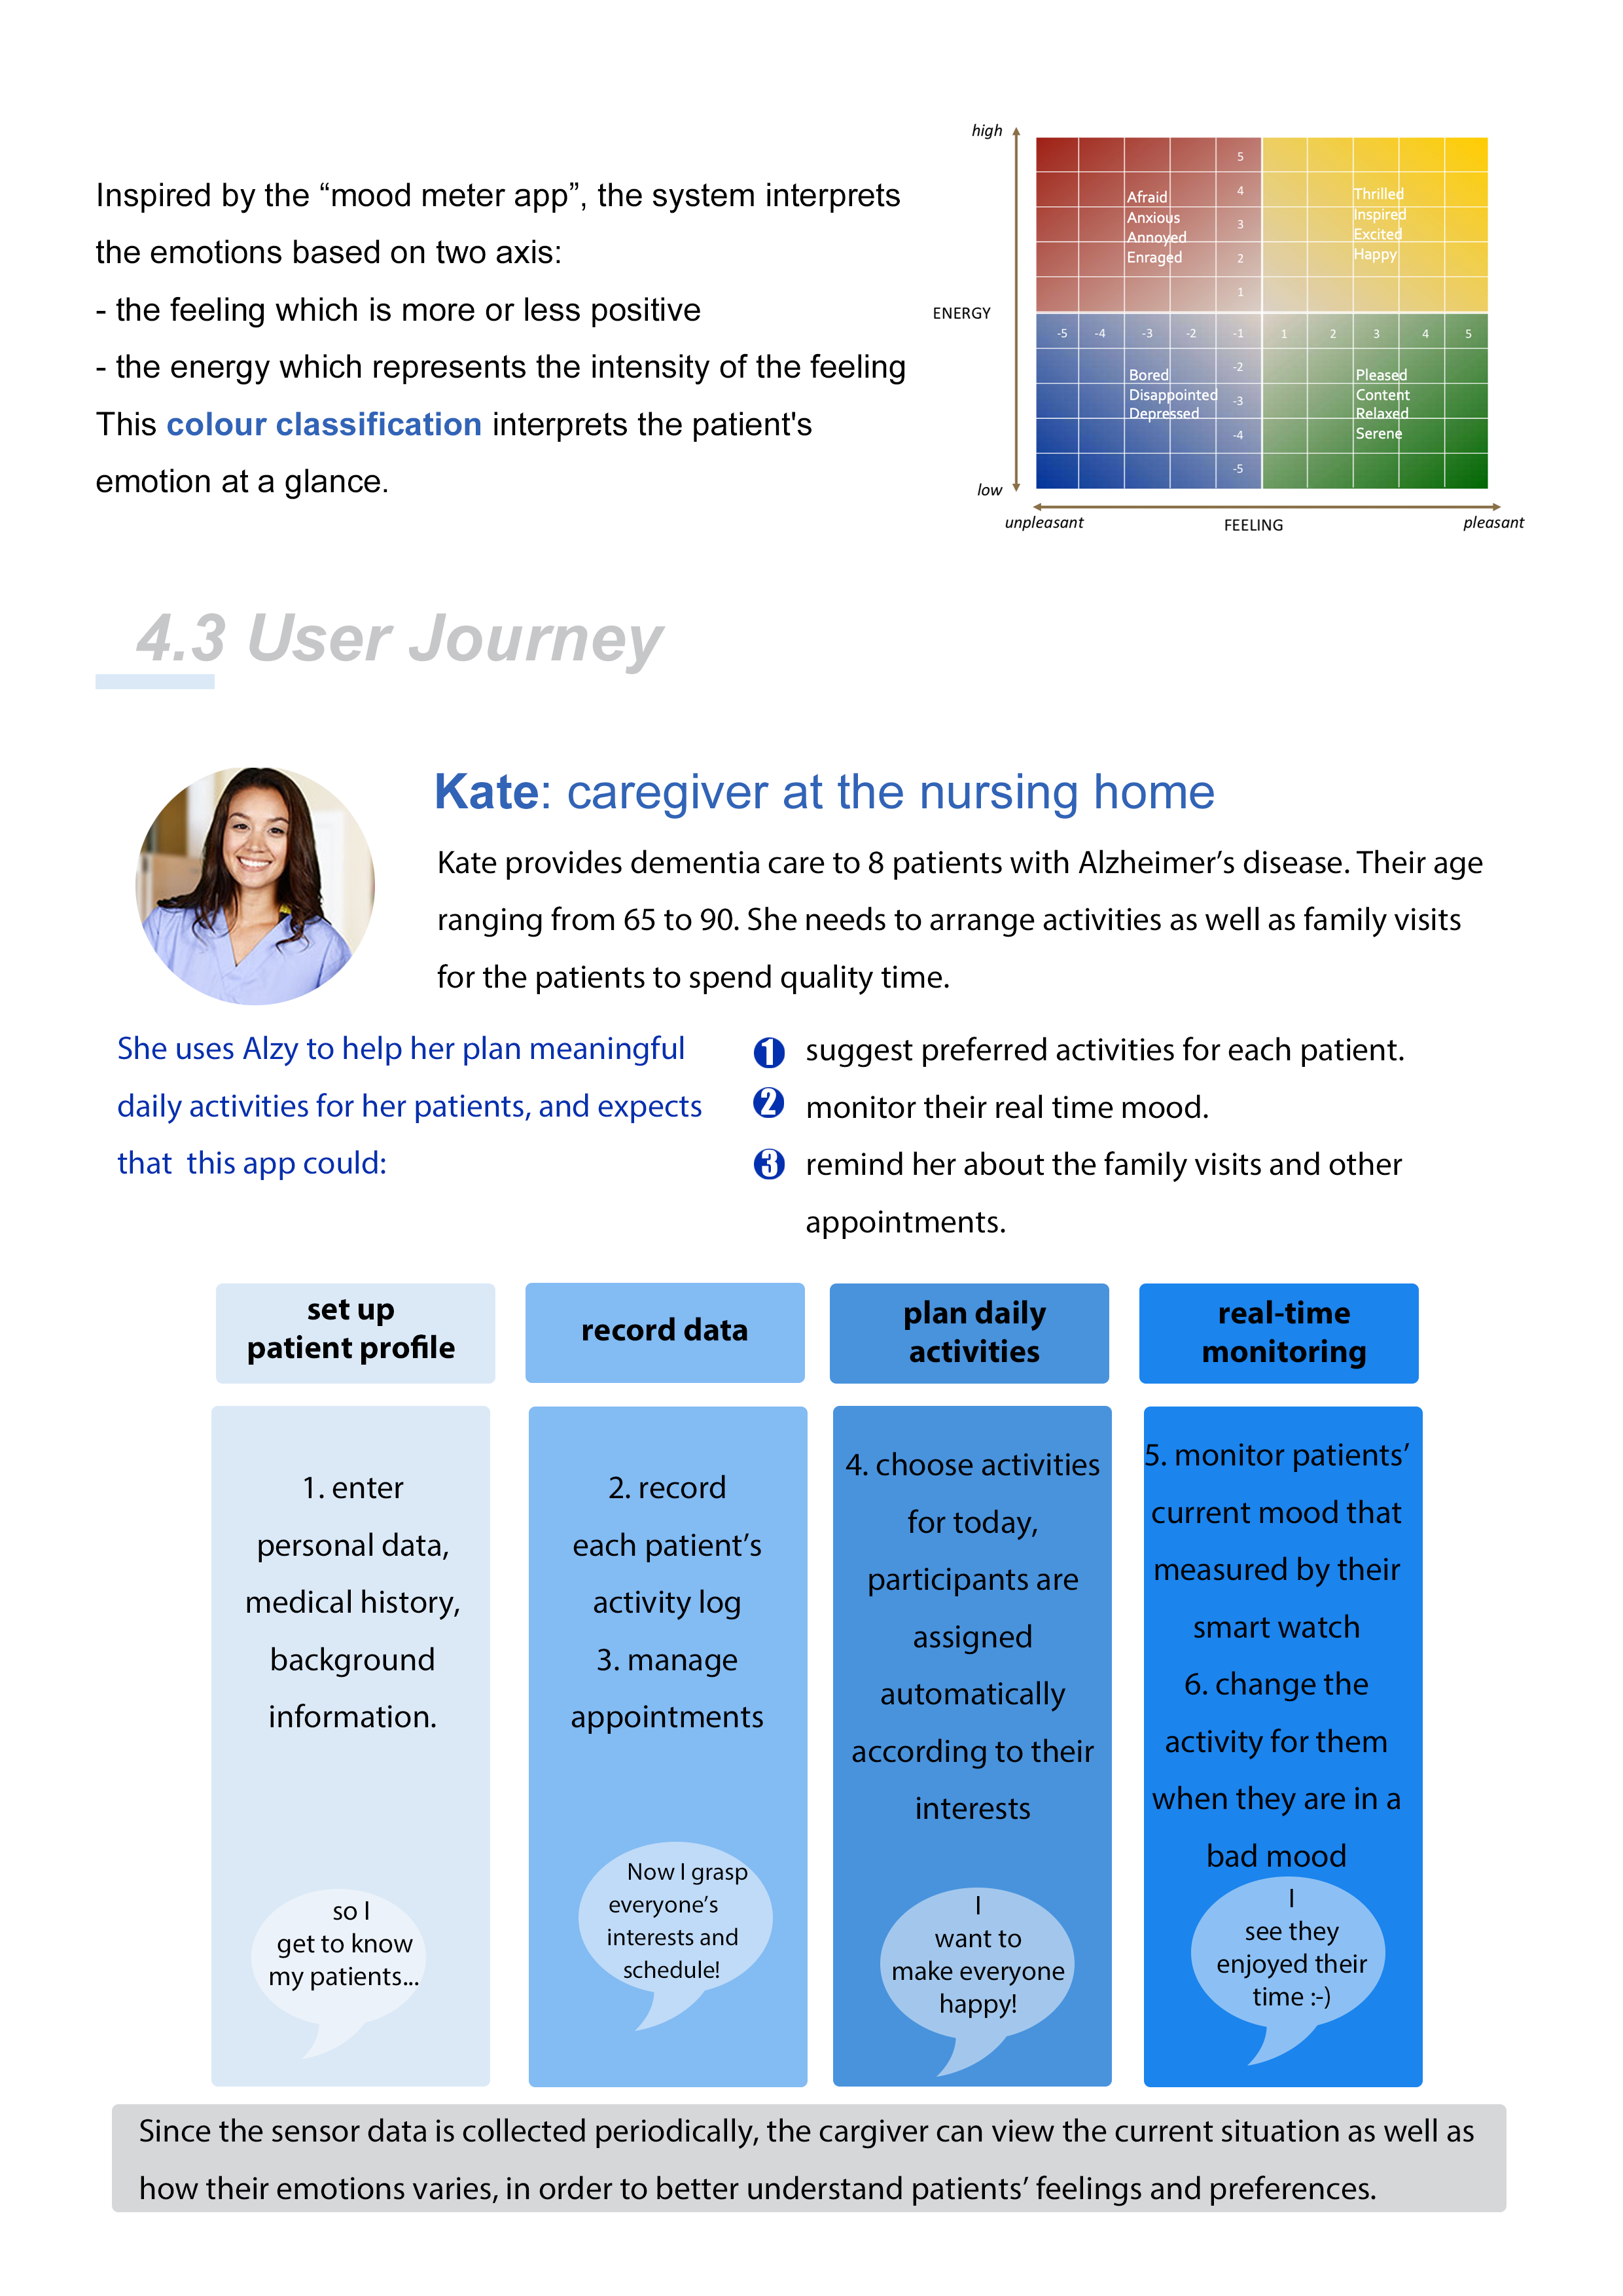 Inspired by the “mood meter app”, the system interprets
the emotions based on two axis:
- the feeling which is more or less positive
- the energy which represents the intensity of the feeling
This colour classification interprets the patient's
emotion at a glance.
high
ENERGY
low
5
4
3
2
1
Afraid
Anxious
Annoyed
Enraged
Thrilled
Inspired
Excited
Happy
-5 -4 -3 -2 -1 1 2 3 4 5
-2
-3
-4
-5
Bored
Disappointed
Depressed
Pleased
Content
Relaxed
Serene
unpleasant FEELING pleasant
4.3 User Journey
Kate: caregiver at the nursing home
Kate provides dementia care to 8 patients with Alzheimer’s disease. Their age
ranging from 65 to 90. She needs to arrange activities as well as family visits
for the patients to spend quality time.
She uses Alzy to help her plan meaningful
daily activities for her patients, and expects
that this app could:
1 suggest preferred activities for each patient.
2 monitor their real time mood.
3 remind her about the family visits and other
appointments.
set up
patient profile
1. enter
personal data,
medical history,
background
information.
so I
get to know
my patients...
record data
2. record
each patient’s
activity log
3. manage
appointments
Now I grasp
everyone’s
interests and
schedule!
plan daily
activities
4. choose activities
for today,
participants are
assigned
automatically
according to their
interests
I
want to
make everyone
happy!
real-time
monitoring
5. monitor patients’
current mood that
measured by their
smart watch
6. change the
activity for them
when they are in a
bad mood
I
see they
enjoyed their
time :-)
Since the sensor data is collected periodically, the cargiver can view the current situation as well as
how their emotions varies, in order to better understand patients’ feelings and preferences.